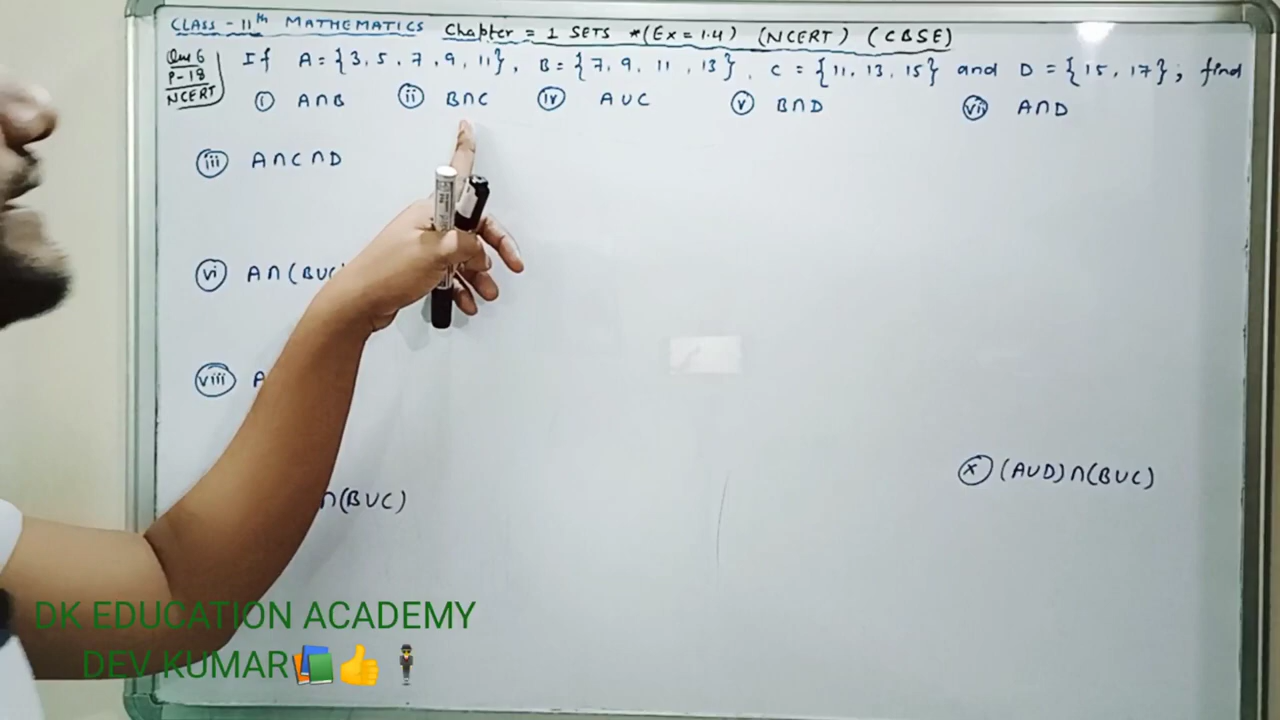 CLASS - 11th MATHEMATICS Chapter = 1 SETS *(Ex = 1.4) (NCERT) (CBSE)
Que 6
P-18
NCERT
If A = {3, 5, 7, 9, 11}, B = {7, 9, 11, 13}, C = {11, 13, 15} and D = {15, 17}; find
(i) A∩B (ii) B∩C (iv) A∪C (v) B∩D (vii) A∩D
(iii) A∩C∩D
(vi) A∩(B∪C
(viii) A
∩(B∪C)
(x) (A∪D)∩(B∪C)
DK EDUCATION ACADEMY
DEV KUMAR📚👍🕴